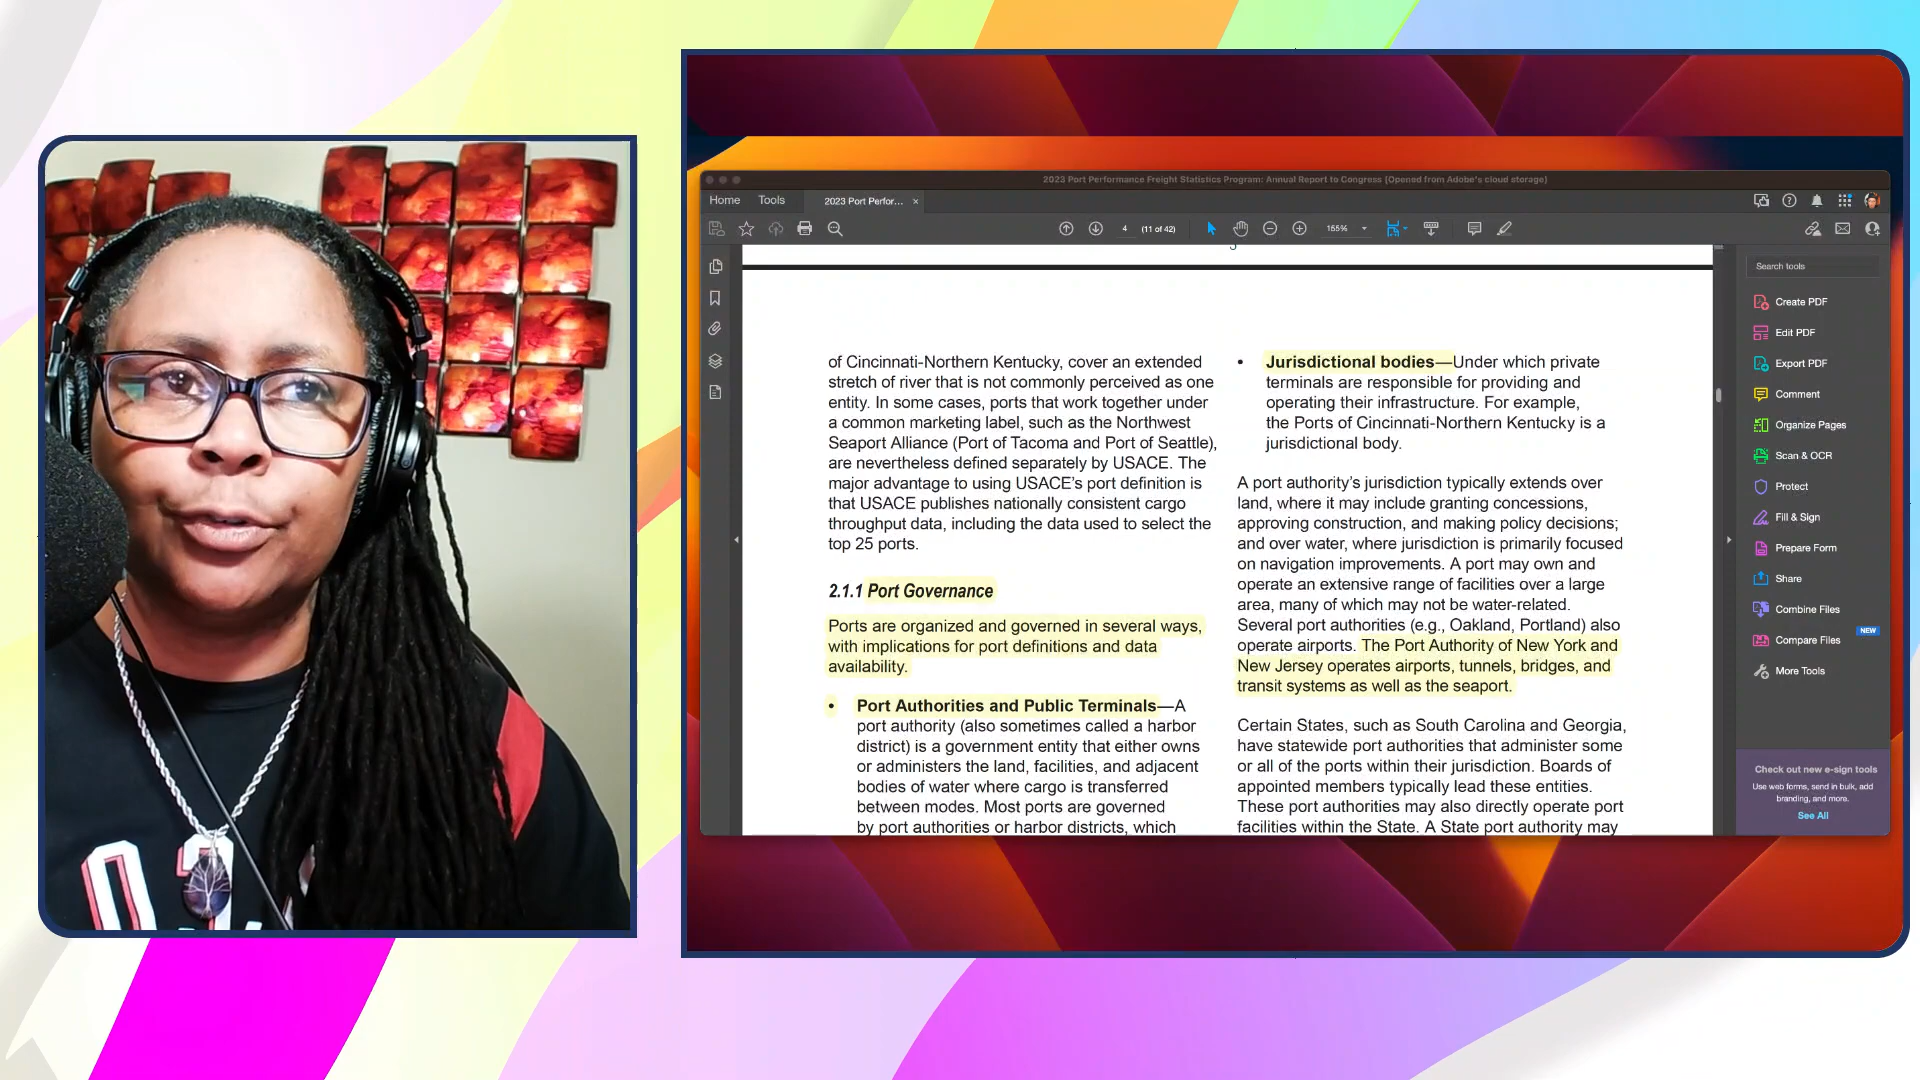 2023 Port Performance Freight Statistics Program: Annual Report to Congress (Opened from Adobe's cloud storage)
Home
Tools
2023 Port Perfor...
4
(11 of 42)
155%
of Cincinnati-Northern Kentucky, cover an extended
stretch of river that is not commonly perceived as one
entity. In some cases, ports that work together under
a common marketing label, such as the Northwest
Seaport Alliance (Port of Tacoma and Port of Seattle),
are nevertheless defined separately by USACE. The
major advantage to using USACE's port definition is
that USACE publishes nationally consistent cargo
throughput data, including the data used to select the
top 25 ports.
2.1.1 Port Governance
Ports are organized and governed in several ways,
with implications for port definitions and data
availability.
• Port Authorities and Public Terminals—A
port authority (also sometimes called a harbor
district) is a government entity that either owns
or administers the land, facilities, and adjacent
bodies of water where cargo is transferred
between modes. Most ports are governed
by port authorities or harbor districts, which
• Jurisdictional bodies—Under which private
terminals are responsible for providing and
operating their infrastructure. For example,
the Ports of Cincinnati-Northern Kentucky is a
jurisdictional body.
A port authority's jurisdiction typically extends over
land, where it may include granting concessions,
approving construction, and making policy decisions;
and over water, where jurisdiction is primarily focused
on navigation improvements. A port may own and
operate an extensive range of facilities over a large
area, many of which may not be water-related.
Several port authorities (e.g., Oakland, Portland) also
operate airports. The Port Authority of New York and
New Jersey operates airports, tunnels, bridges, and
transit systems as well as the seaport.
Certain States, such as South Carolina and Georgia,
have statewide port authorities that administer some
or all of the ports within their jurisdiction. Boards of
appointed members typically lead these entities.
These port authorities may also directly operate port
facilities within the State. A State port authority may
Search tools
Create PDF
Edit PDF
Export PDF
Comment
Organize Pages
Scan & OCR
Protect
Fill & Sign
Prepare Form
Share
Combine Files
Compare Files
NEW
More Tools
Check out new e-sign tools
Use web forms, send in bulk, add
branding, and more.
See All